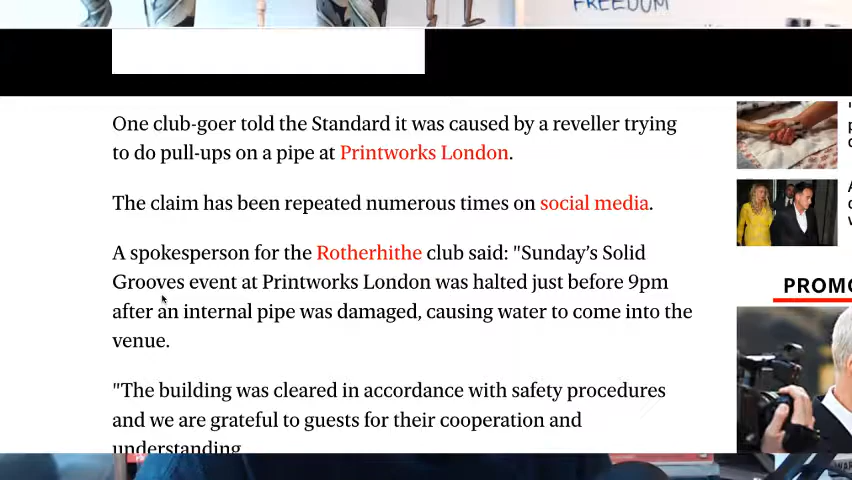 FREEDOM
One club-goer told the Standard it was caused by a reveller trying
to do pull-ups on a pipe at Printworks London.
The claim has been repeated numerous times on social media.
A spokesperson for the Rotherhithe club said: "Sunday's Solid
Grooves event at Printworks London was halted just before 9pm
after an internal pipe was damaged, causing water to come into the
venue.
"The building was cleared in accordance with safety procedures
and we are grateful to guests for their cooperation and
understanding
PROMO